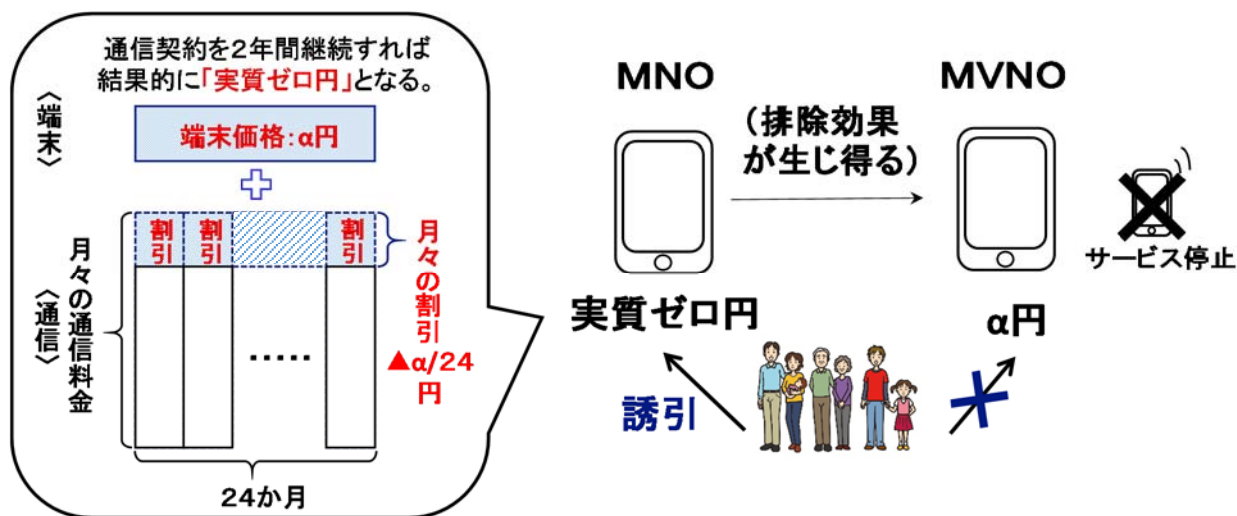 通信契約を2年間継続すれば
結果的に「実質ゼロ円」となる。
〈端末〉
端末価格:α円
割引
割引
割引
月々の割引
▲α/24
円
月々の通信料金
〈通信〉
・・・・・
24か月
MNO
MVNO
(排除効果
が生じ得る)
サービス停止
実質ゼロ円
α円
誘引